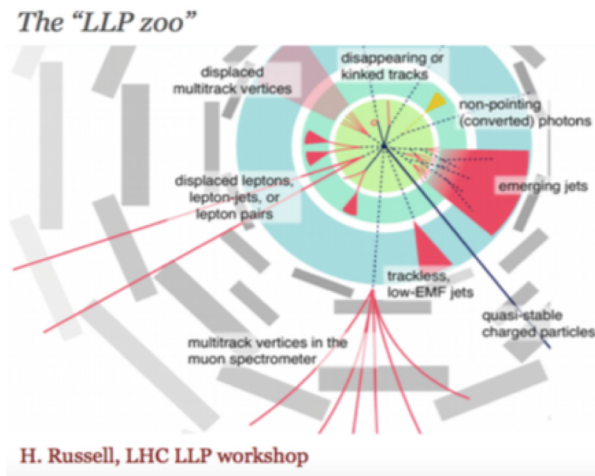 The “LLP zoo”
displaced
multitrack vertices
disappearing or
kinked tracks
non-pointing
(converted) photons
displaced leptons,
lepton-jets, or
lepton pairs
emerging jets
trackless,
low-EMF jets
quasi-stable
charged particles
multitrack vertices in the
muon spectrometer
H. Russell, LHC LLP workshop